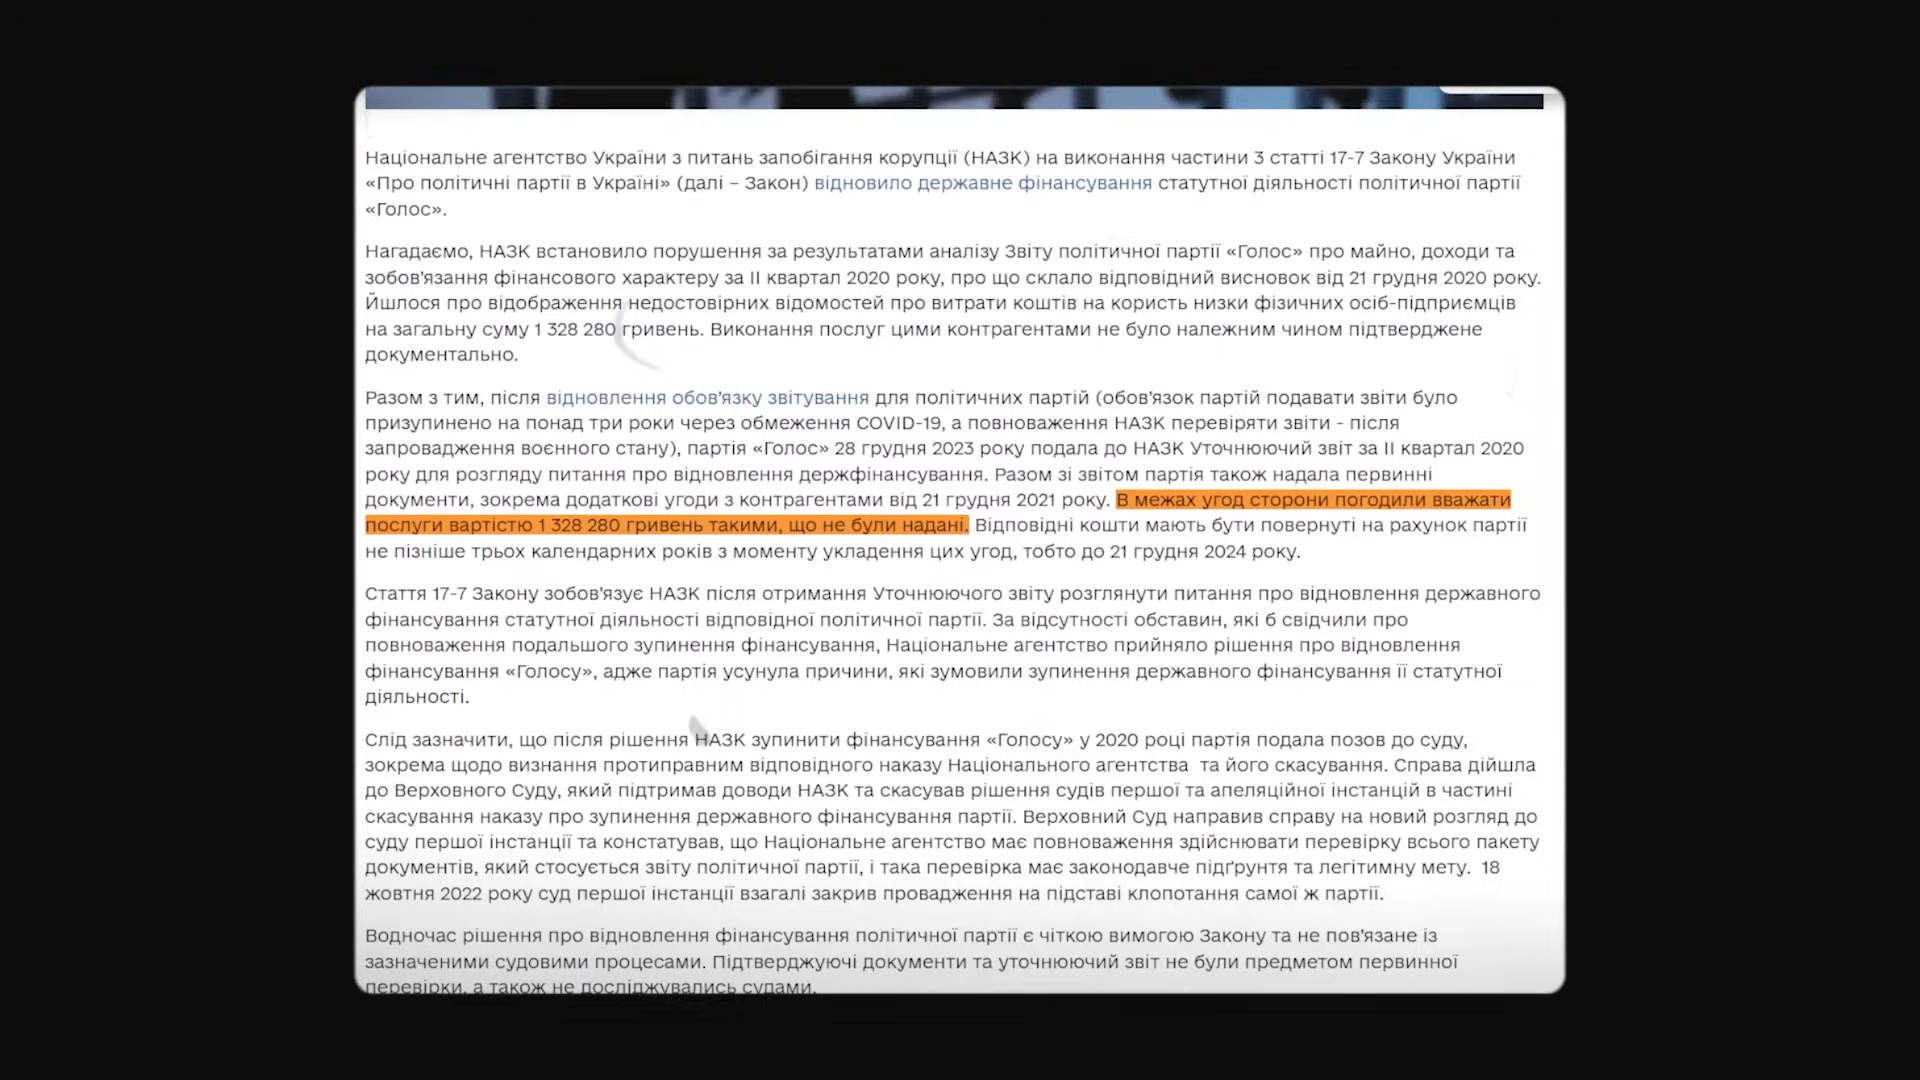 Національне агентство України з питань запобігання корупції (НАЗК) на виконання частини 3 статті 17-7 Закону України
«Про політичні партії в Україні» (далі – Закон) відновило державне фінансування статутної діяльності політичної партії
«Голос».
Нагадаємо, НАЗК встановило порушення за результатами аналізу Звіту політичної партії «Голос» про майно, доходи та
зобов’язання фінансового характеру за ІІ квартал 2020 року, про що склало відповідний висновок від 21 грудня 2020 року.
Йшлося про відображення недостовірних відомостей про витрати коштів на користь низки фізичних осіб-підприємців
на загальну суму 1 328 280 гривень. Виконання послуг цими контрагентами не було належним чином підтверджене
документально.
Разом з тим, після відновлення обов’язку звітування для політичних партій (обов’язок партій подавати звіти було
призупинено на понад три роки через обмеження COVID-19, а повноваження НАЗК перевіряти звіти - після
запровадження воєнного стану), партія «Голос» 28 грудня 2023 року подала до НАЗК Уточнюючий звіт за ІІ квартал 2020
року для розгляду питання про відновлення держфінансування. Разом зі звітом партія також надала первинні
документи, зокрема додаткові угоди з контрагентами від 21 грудня 2021 року. В межах угод сторони погодили вважати
послуги вартістю 1 328 280 гривень такими, що не були надані. Відповідні кошти мають бути повернуті на рахунок партії
не пізніше трьох календарних років з моменту укладення цих угод, тобто до 21 грудня 2024 року.
Стаття 17-7 Закону зобов’язує НАЗК після отримання Уточнюючого звіту розглянути питання про відновлення державного
фінансування статутної діяльності відповідної політичної партії. За відсутності обставин, які б свідчили про
повноваження подальшого зупинення фінансування, Національне агентство прийняло рішення про відновлення
фінансування «Голосу», адже партія усунула причини, які зумовили зупинення державного фінансування її статутної
діяльності.
Слід зазначити, що після рішення НАЗК зупинити фінансування «Голосу» у 2020 році партія подала позов до суду,
зокрема щодо визнання протиправним відповідного наказу Національного агентства  та його скасування. Справа дійшла
до Верховного Суду, який підтримав доводи НАЗК та скасував рішення судів першої та апеляційної інстанцій в частині
скасування наказу про зупинення державного фінансування партії. Верховний Суд направив справу на новий розгляд до
суду першої інстанції та констатував, що Національне агентство має повноваження здійснювати перевірку всього пакету
документів, який стосується звіту політичної партії, і така перевірка має законодавче підґрунтя та легітимну мету.  18
жовтня 2022 року суд першої інстанції взагалі закрив провадження на підставі клопотання самої ж партії.
Водночас рішення про відновлення фінансування політичної партії є чіткою вимогою Закону та не пов’язане із
зазначеними судовими процесами. Підтверджуючі документи та уточнюючий звіт не були предметом первинної
перевірки, а також не досліджувались судами.